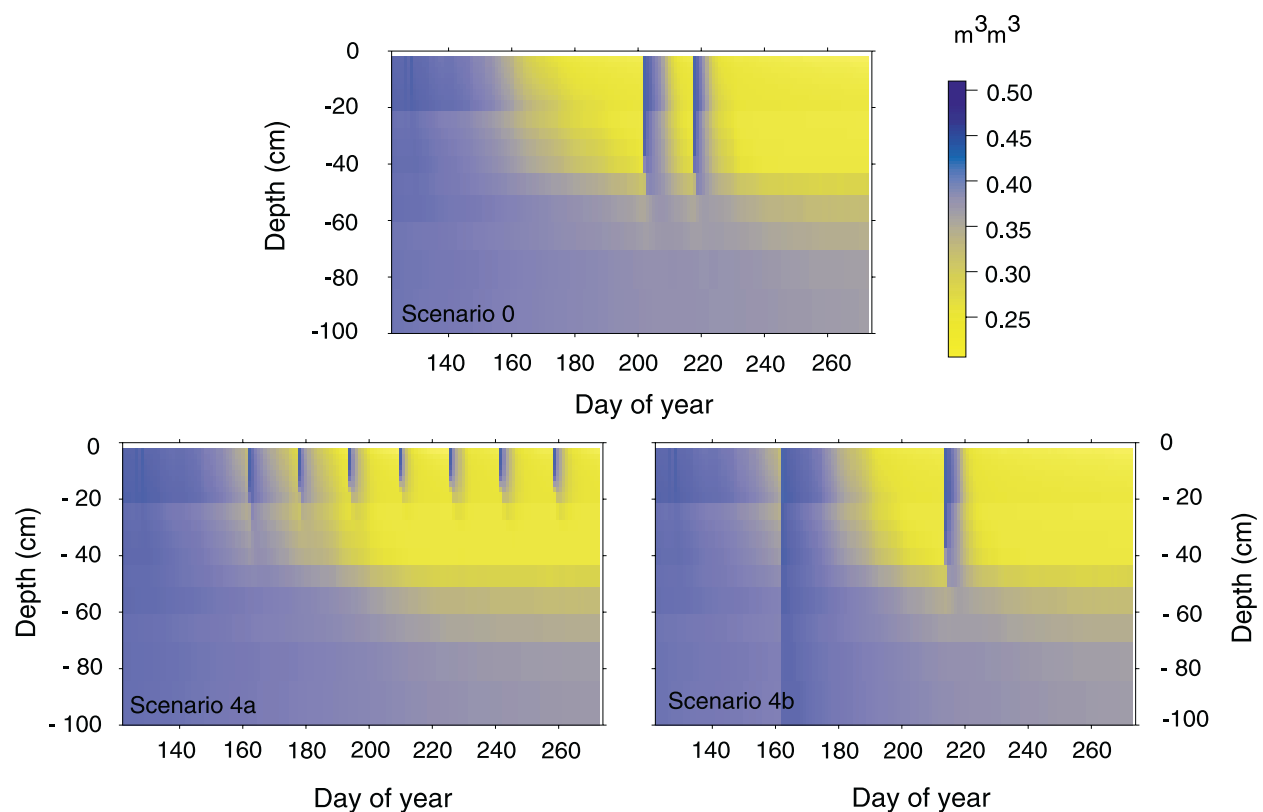 m³m³
0
-20
-40
-60
-80
-100
Depth (cm)
Scenario 0
140 160 180 200 220 240 260
Day of year
0.50
0.45
0.40
0.35
0.30
0.25
0
- 20
- 40
- 60
- 80
- 100
Depth (cm)
Scenario 4a
140 160 180 200 220 240 260
Day of year
Scenario 4b
140 160 180 200 220 240 260
Day of year
0
- 20
- 40
- 60
- 80
-100
Depth (cm)